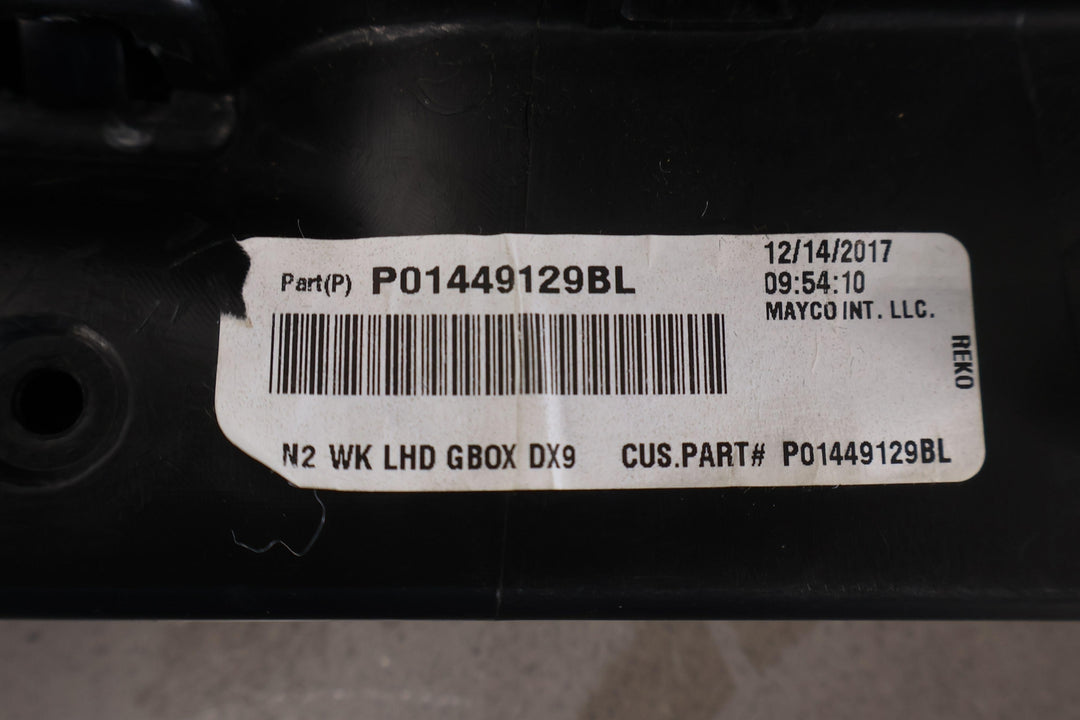 Part(P) P01449129BL
12/14/2017
09:54:10
MAYCO INT. LLC.
REKO
N2 WK LHD GBOX DX9 CUS.PART# P01449129BL